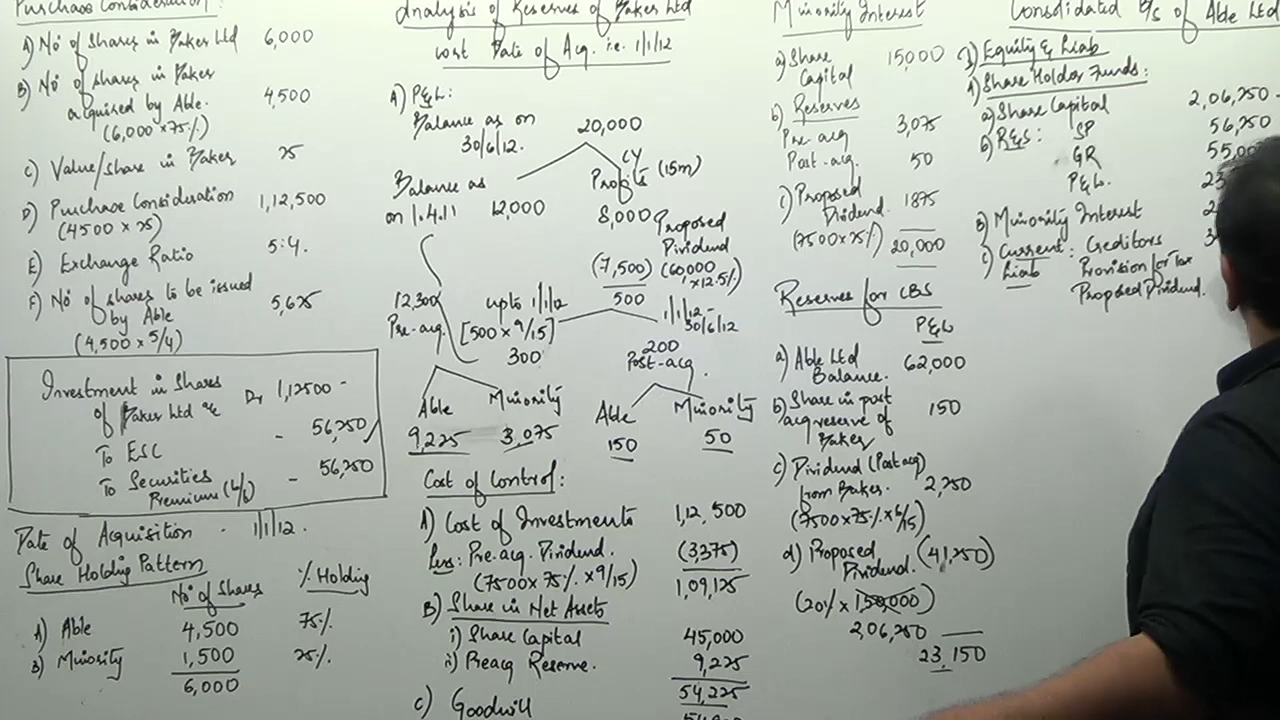 Purchase Consideration:
A) No of Shares in Baker Ltd 6,000
B) No of shares in Baker
acquired by Able. 4,500
(6,000 x 75%)
C) Value/share in Baker 25
D) Purchase Consideration 1,12,500
(4500 x 25)
E) Exchange Ratio 5:4.
F) No of shares to be issued
by Able 5,625
(4,500 x 5/4)
Investment in Shares
of Baker Ltd a/c Dr 1,12500 -
To ESC - 56,250
To Securities
Premium (b/f) - 56,250
Date of Acquisition - 1/1/12.
Share Holding Pattern
No of Shares % Holding
A) Able 4,500 75%
B) Minority 1,500 25%
6,000
Analysis of Reserves of Baker Ltd
wort Date of Acq. i.e. 1/1/12
A) P&L:
Balance as on 20,000
30/6/12.
CY
Balance as Profits (15m)
on 1.4.11 12,000 8,000
Proposed
Dividend
(7,500) (60000
x 12.5%)
500
12,300 upto 1/1/12 1/1/12-
30/6/12
Pre-acq. [500 x 9/15]
300 200
Post-acq.
Able Minority Able Minority
9,225 3,075 150 50
Cost of Control:
A) Cost of Investments 1,12,500
Less: Pre-acq. Dividend. (3375)
(7500 x 75% x 9/15) 1,09,125
B) Share in Net Assets
i) Share Capital 45,000
ii) Preacq Reserve. 9,225
54,225
C) Goodwill
Minority Interest
a) Share
Capital 15,000
b) Reserves
Pre-acq 3,075
Post-acq. 50
c) Proposed
Dividend. 1875
(7500 x 25%) 20,000
Reserves for CBS
P&L
a) Able Ltd
Balance. 62,000
b) Share in post
acq reserve of 150
Baker
c) Dividend (Post acq)
from Baker. 2,250
(7500 x 75% x 6/15)
d) Proposed
Dividend. (41,250)
(20% x 1,50,000)
2,06,250
23,150
Consolidated B/S of Able Ltd
I) Equity & Liab
A) Share Holder Funds:
a) Share Capital 2,06,250
b) R&S: SP 56,250
GR 55,00
P&L. 23
B) Minority Interest 2
C) Current : Creditors 3
Liab Provision for Tax
Proposed Dividend.